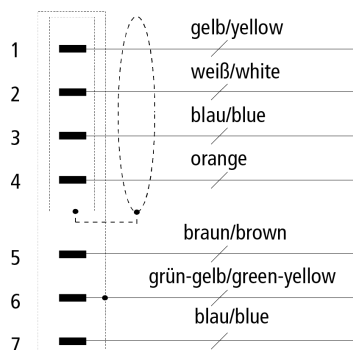 1 gelb/yellow
2 weiß/white
3 blau/blue
4 orange
5 braun/brown
6 grün-gelb/green-yellow
7 blau/blue